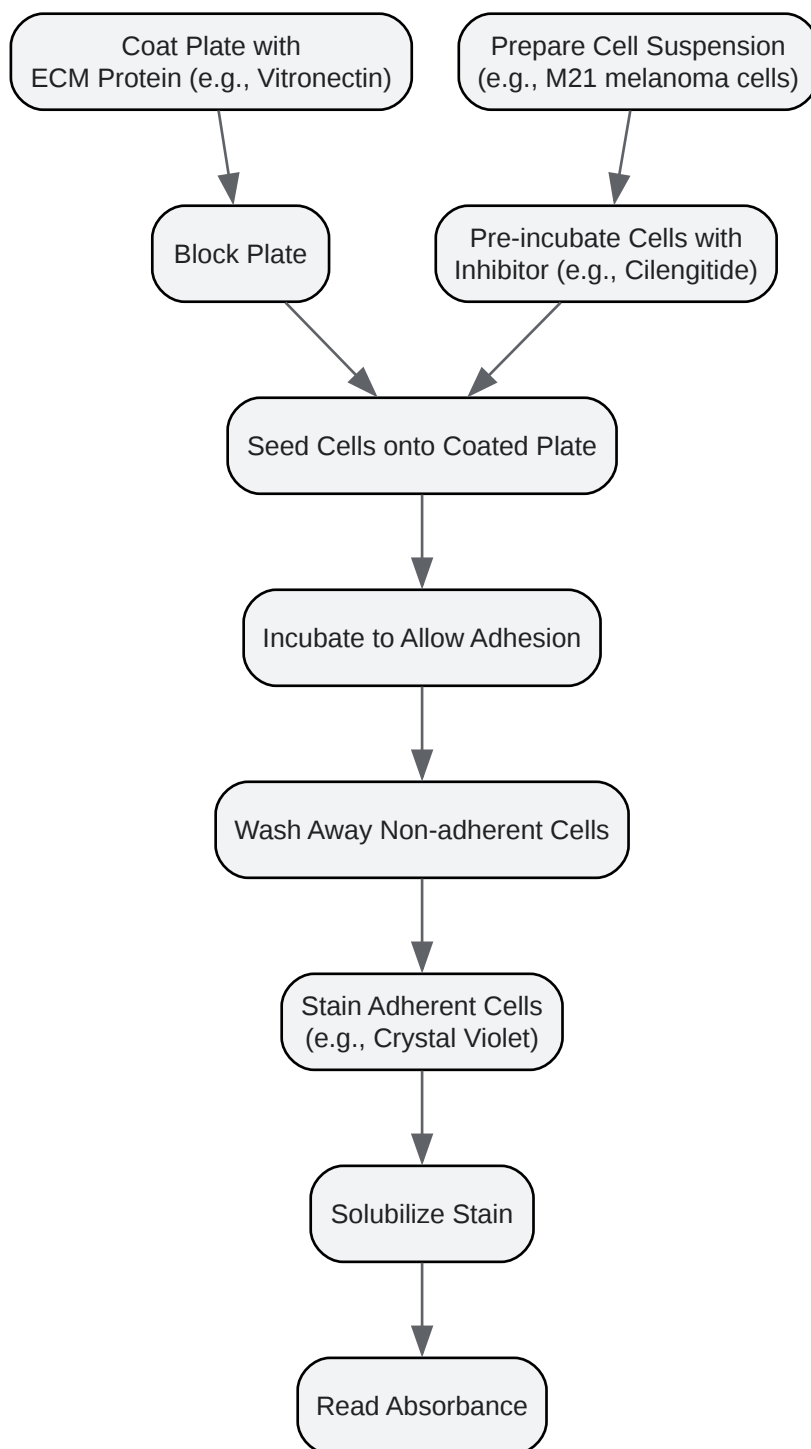 Coat Plate with
ECM Protein (e.g., Vitronectin)
Prepare Cell Suspension
(e.g., M21 melanoma cells)
Block Plate
Pre-incubate Cells with
Inhibitor (e.g., Cilengitide)
Seed Cells onto Coated Plate
Incubate to Allow Adhesion
Wash Away Non-adherent Cells
Stain Adherent Cells
(e.g., Crystal Violet)
Solubilize Stain
Read Absorbance